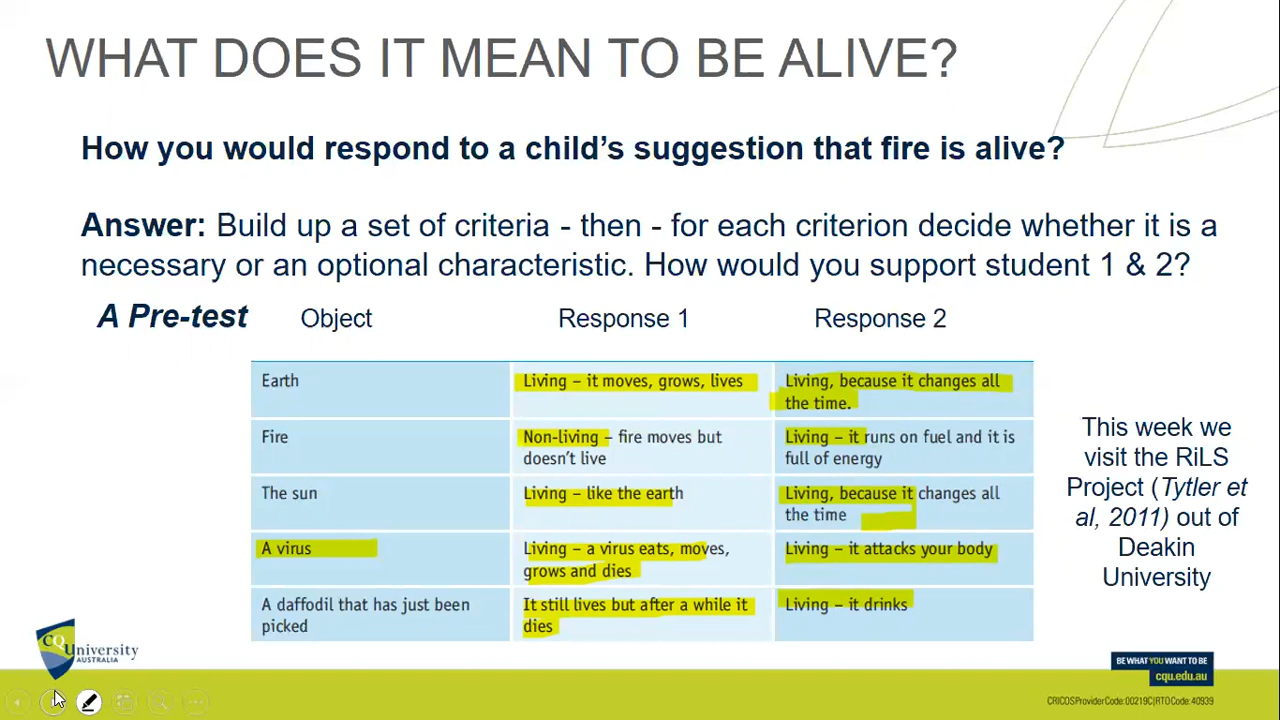 WHAT DOES IT MEAN TO BE ALIVE?
How you would respond to a child's suggestion that fire is alive?
Answer: Build up a set of criteria - then - for each criterion decide whether it is a
necessary or an optional characteristic. How would you support student 1 & 2?
A Pre-test Object Response 1 Response 2
Earth
Living – it moves, grows, lives
Living, because it changes all
the time.
Fire
Non-living – fire moves but
doesn't live
Living – it runs on fuel and it is
full of energy
The sun
Living – like the earth
Living, because it changes all
the time
A virus
Living – a virus eats, moves,
grows and dies
Living – it attacks your body
A daffodil that has just been
picked
It still lives but after a while it
dies
Living – it drinks
This week we
visit the RiLS
Project (Tytler et
al, 2011) out of
Deakin
University
CQUniversity
AUSTRALIA
BE WHAT YOU WANT TO BE
cqu.edu.au
CRICOS Provider Code: 00219C | RTO Code: 40939